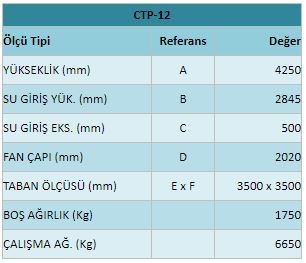 CTP-12
Ölçü Tipi Referans Değer
YÜKSEKLİK (mm) A 4250
SU GİRİŞ YÜK. (mm) B 2845
SU GİRİŞ EKS. (mm) C 500
FAN ÇAPI (mm) D 2020
TABAN ÖLÇÜSÜ (mm) E x F 3500 x 3500
BOŞ AĞIRLIK (Kg) 1750
ÇALIŞMA AĞ. (Kg) 6650